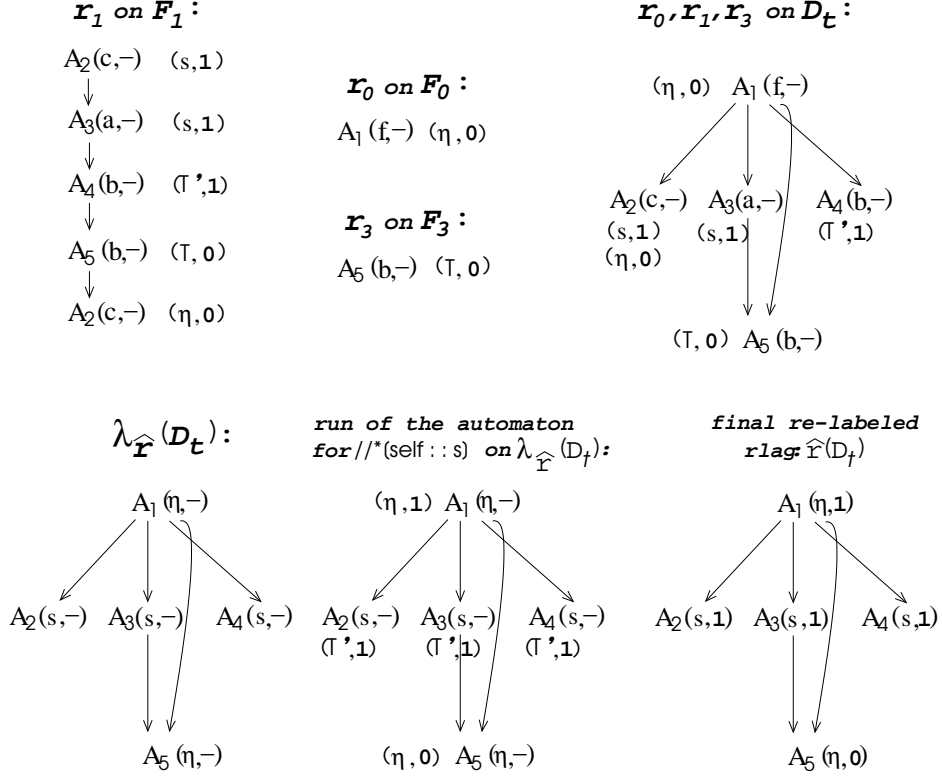 r1 on F1:
A2(c,–) (s,1)
A3(a,–) (s,1)
A4(b,–) (⊤',1)
A5(b,–) (⊤,0)
A2(c,–) (η,0)
r0 on F0:
A1(f,–) (η,0)
r3 on F3:
A5(b,–) (⊤,0)
r0,r1,r3 on Dt:
(η,0) A1(f,–)
A2(c,–) A3(a,–) A4(b,–)
(s,1) (s,1) (⊤',1)
(η,0)
(⊤,0) A5(b,–)
λr̂(Dt):
A1(η,–)
A2(s,–) A3(s,–) A4(s,–)
A5(η,–)
run of the automaton
for //*[self::s] on λr̂(Dt):
(η,1) A1(η,–)
A2(s,–) A3(s,–) A4(s,–)
(⊤',1) (⊤',1) (⊤',1)
(η,0) A5(η,–)
final re-labeled
rlag: r̂(Dt)
A1(η,1)
A2(s,1) A3(s,1) A4(s,1)
A5(η,0)